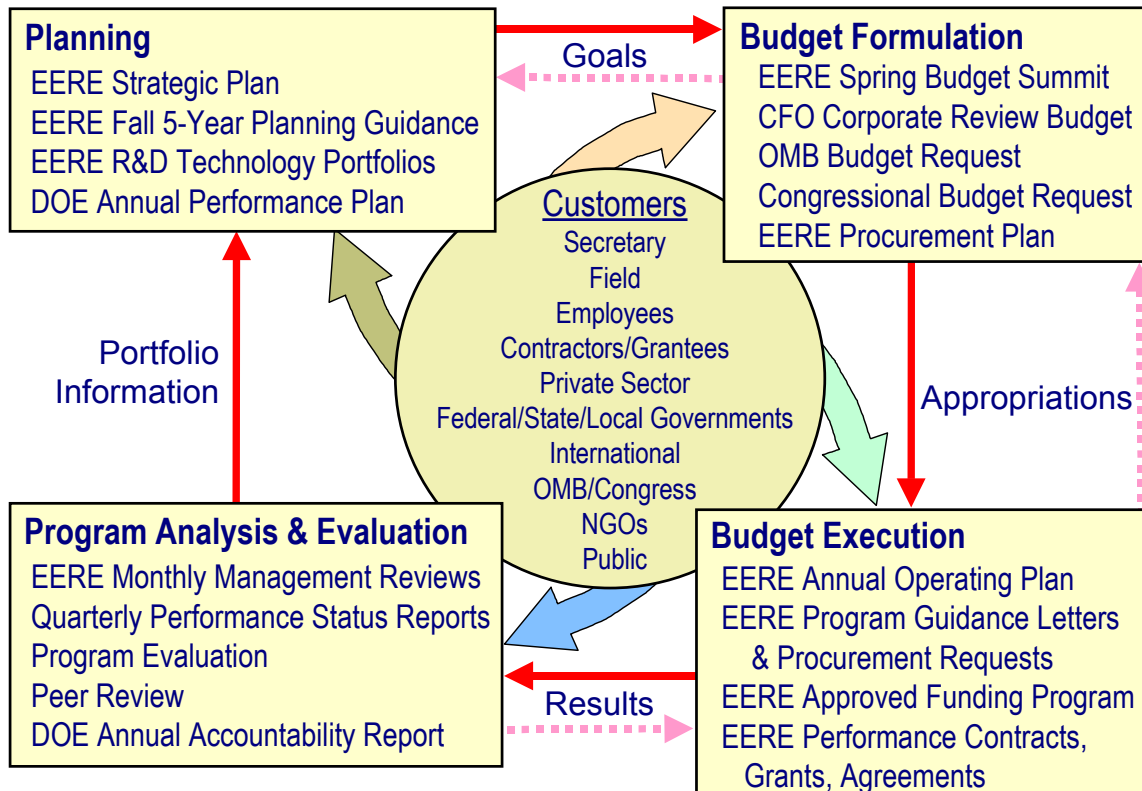 Planning
EERE Strategic Plan
EERE Fall 5-Year Planning Guidance
EERE R&D Technology Portfolios
DOE Annual Performance Plan
Goals
Budget Formulation
EERE Spring Budget Summit
CFO Corporate Review Budget
OMB Budget Request
Congressional Budget Request
EERE Procurement Plan
Customers
Secretary
Field
Employees
Contractors/Grantees
Private Sector
Federal/State/Local Governments
International
OMB/Congress
NGOs
Public
Portfolio
Information
Appropriations
Program Analysis & Evaluation
EERE Monthly Management Reviews
Quarterly Performance Status Reports
Program Evaluation
Peer Review
DOE Annual Accountability Report
Results
Budget Execution
EERE Annual Operating Plan
EERE Program Guidance Letters
& Procurement Requests
EERE Approved Funding Program
EERE Performance Contracts,
Grants, Agreements